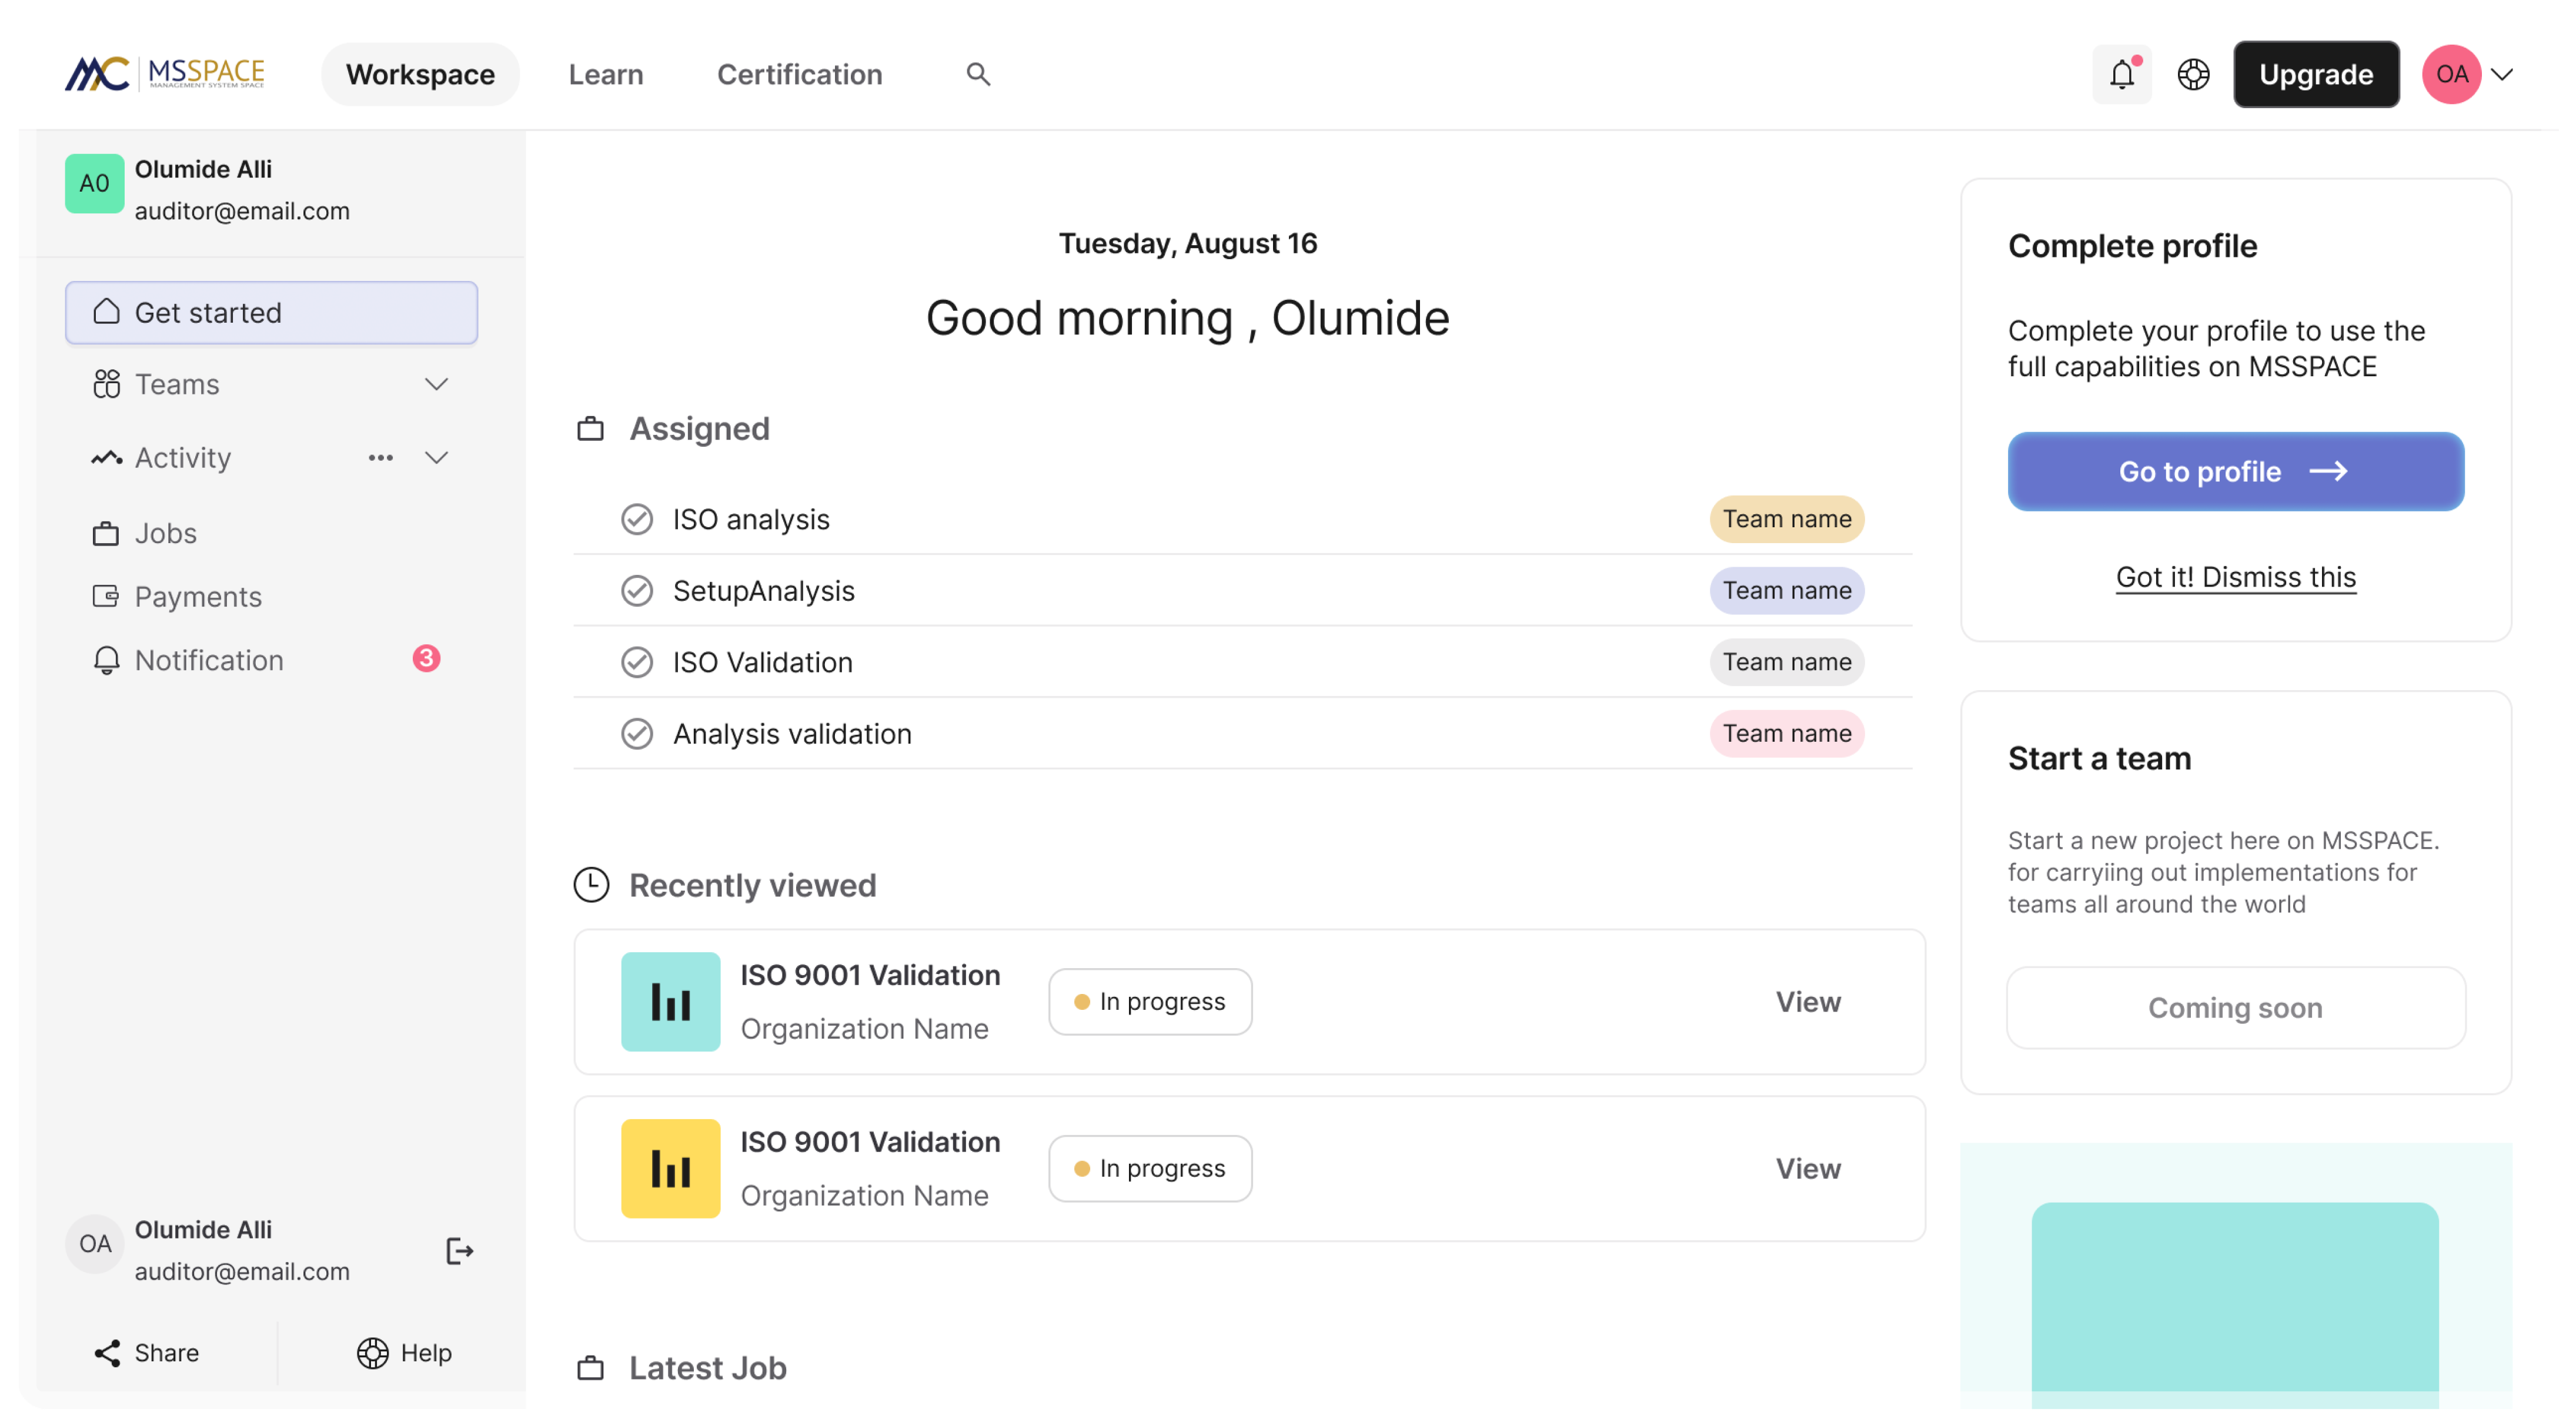 MC MSSPACE
MANAGEMENT SYSTEM SPACE
Workspace
Learn
Certification
Upgrade
OA
A0
Olumide Alli
auditor@email.com
Get started
Teams
Activity
Jobs
Payments
Notification
3
OA
Olumide Alli
auditor@email.com
Share
Help
Tuesday, August 16
Good morning , Olumide
Assigned
ISO analysis
Team name
SetupAnalysis
Team name
ISO Validation
Team name
Analysis validation
Team name
Recently viewed
ISO 9001 Validation
Organization Name
In progress
View
ISO 9001 Validation
Organization Name
In progress
View
Latest Job
Complete profile
Complete your profile to use the
full capabilities on MSSPACE
Go to profile
Got it! Dismiss this
Start a team
Start a new project here on MSSPACE.
for carryiing out implementations for
teams all around the world
Coming soon